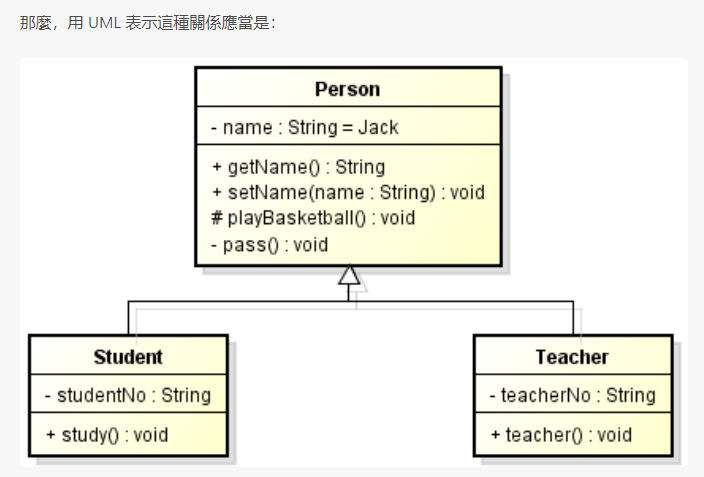 那麼，用 UML 表示這種關係應當是：
Person
- name : String = Jack
+ getName() : String
+ setName(name : String) : void
# playBasketball() : void
- pass() : void
Student
- studentNo : String
+ study() : void
Teacher
- teacherNo : String
+ teacher() : void